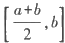 [ (a+b)/2 , b ]